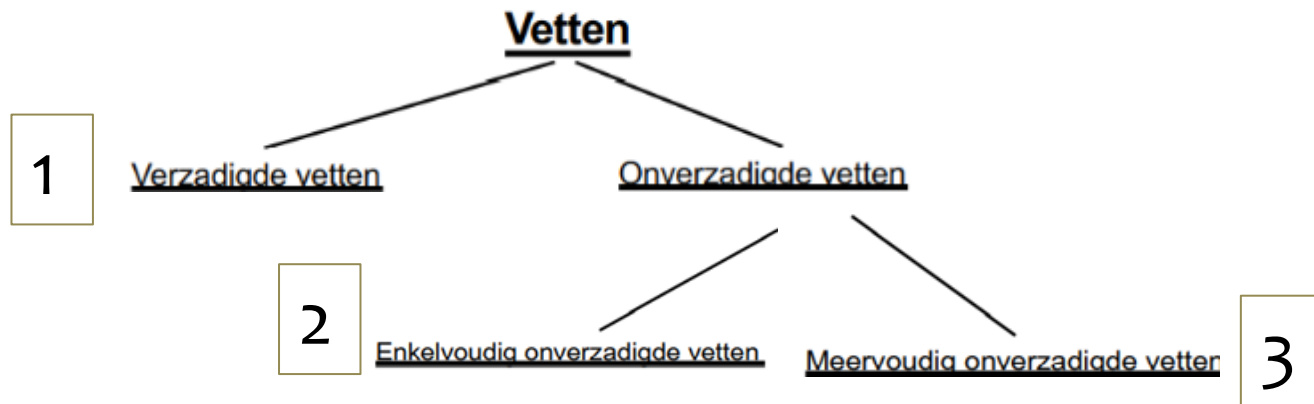 Vetten
1
Verzadigde vetten
Onverzadigde vetten
2
Enkelvoudig onverzadigde vetten
Meervoudig onverzadigde vetten
3